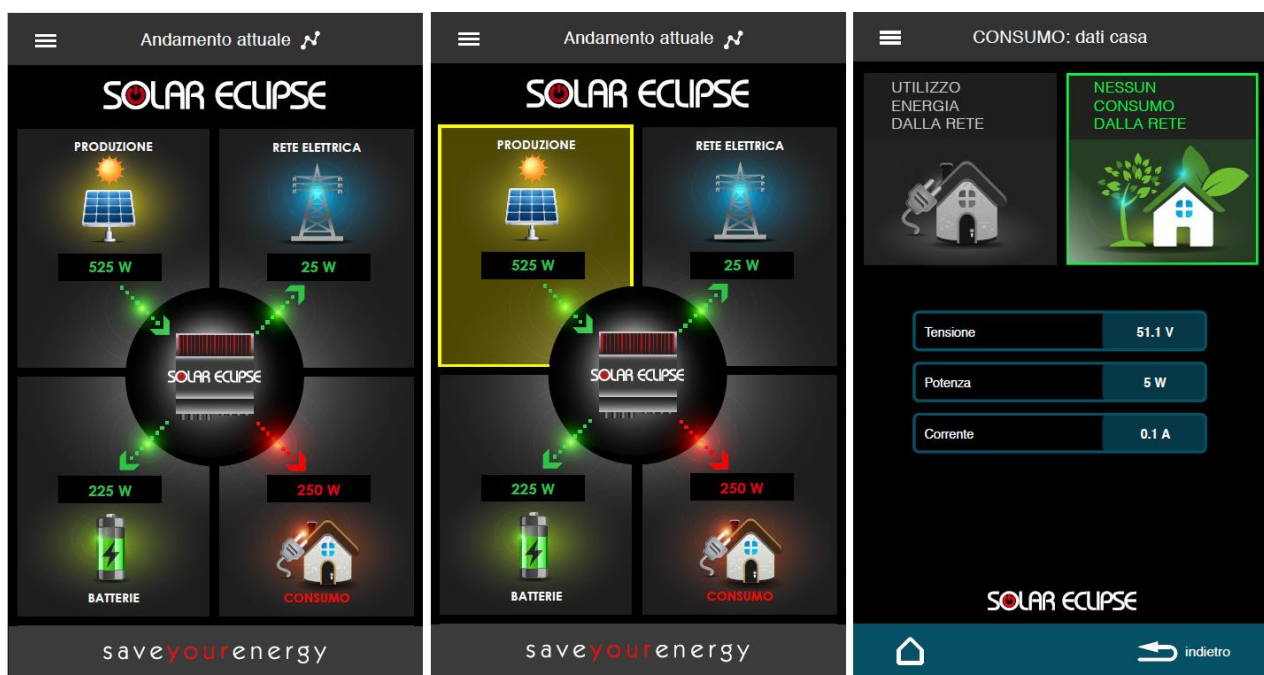 Andamento attuale
SOLAR ECLIPSE
PRODUZIONE
RETE ELETTRICA
525 W
25 W
SOLAR ECLIPSE
225 W
250 W
BATTERIE
CONSUMO
saveyourenergy
Andamento attuale
SOLAR ECLIPSE
PRODUZIONE
RETE ELETTRICA
525 W
25 W
SOLAR ECLIPSE
225 W
250 W
BATTERIE
CONSUMO
saveyourenergy
CONSUMO: dati casa
UTILIZZO
ENERGIA
DALLA RETE
NESSUN
CONSUMO
DALLA RETE
Tensione 51.1 V
Potenza 5 W
Corrente 0.1 A
SOLAR ECLIPSE
indietro